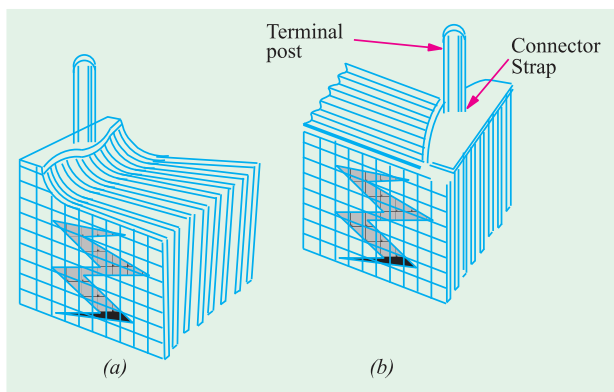 Terminal
post
Connector
Strap
(a)
(b)